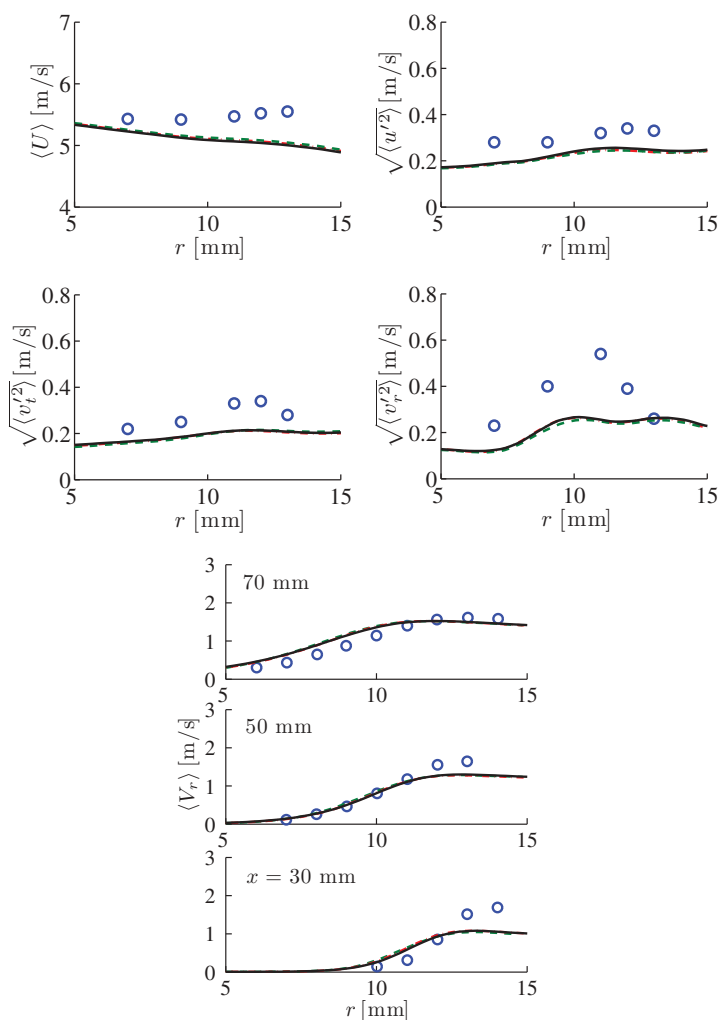 7
6
5
4
⟨U⟩ [m/s]
5 10 15
r [mm]
0.8
0.6
0.4
0.2
0
√⟨u′²⟩ [m/s]
5 10 15
r [mm]
0.8
0.6
0.4
0.2
0
√⟨v′ₜ²⟩ [m/s]
5 10 15
r [mm]
0.8
0.6
0.4
0.2
0
√⟨v′ᵣ²⟩ [m/s]
5 10 15
r [mm]
3
70 mm
2
1
0
5 10 15
3
50 mm
2
1
0
⟨Vᵣ⟩ [m/s]
5 10 15
3
x = 30 mm
2
1
0
5 10 15
r [mm]